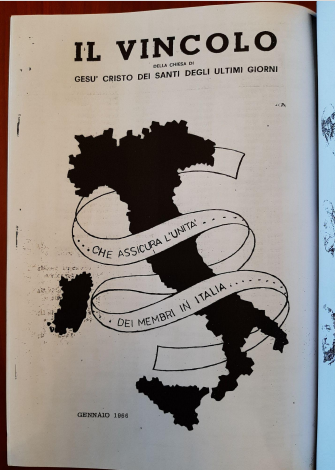 IL VINCOLO
DELLA CHIESA DI
GESU' CRISTO DEI SANTI DEGLI ULTIMI GIORNI
...CHE ASSICURA L'UNITA'...
...DEI MEMBRI IN ITALIA...
GENNAIO